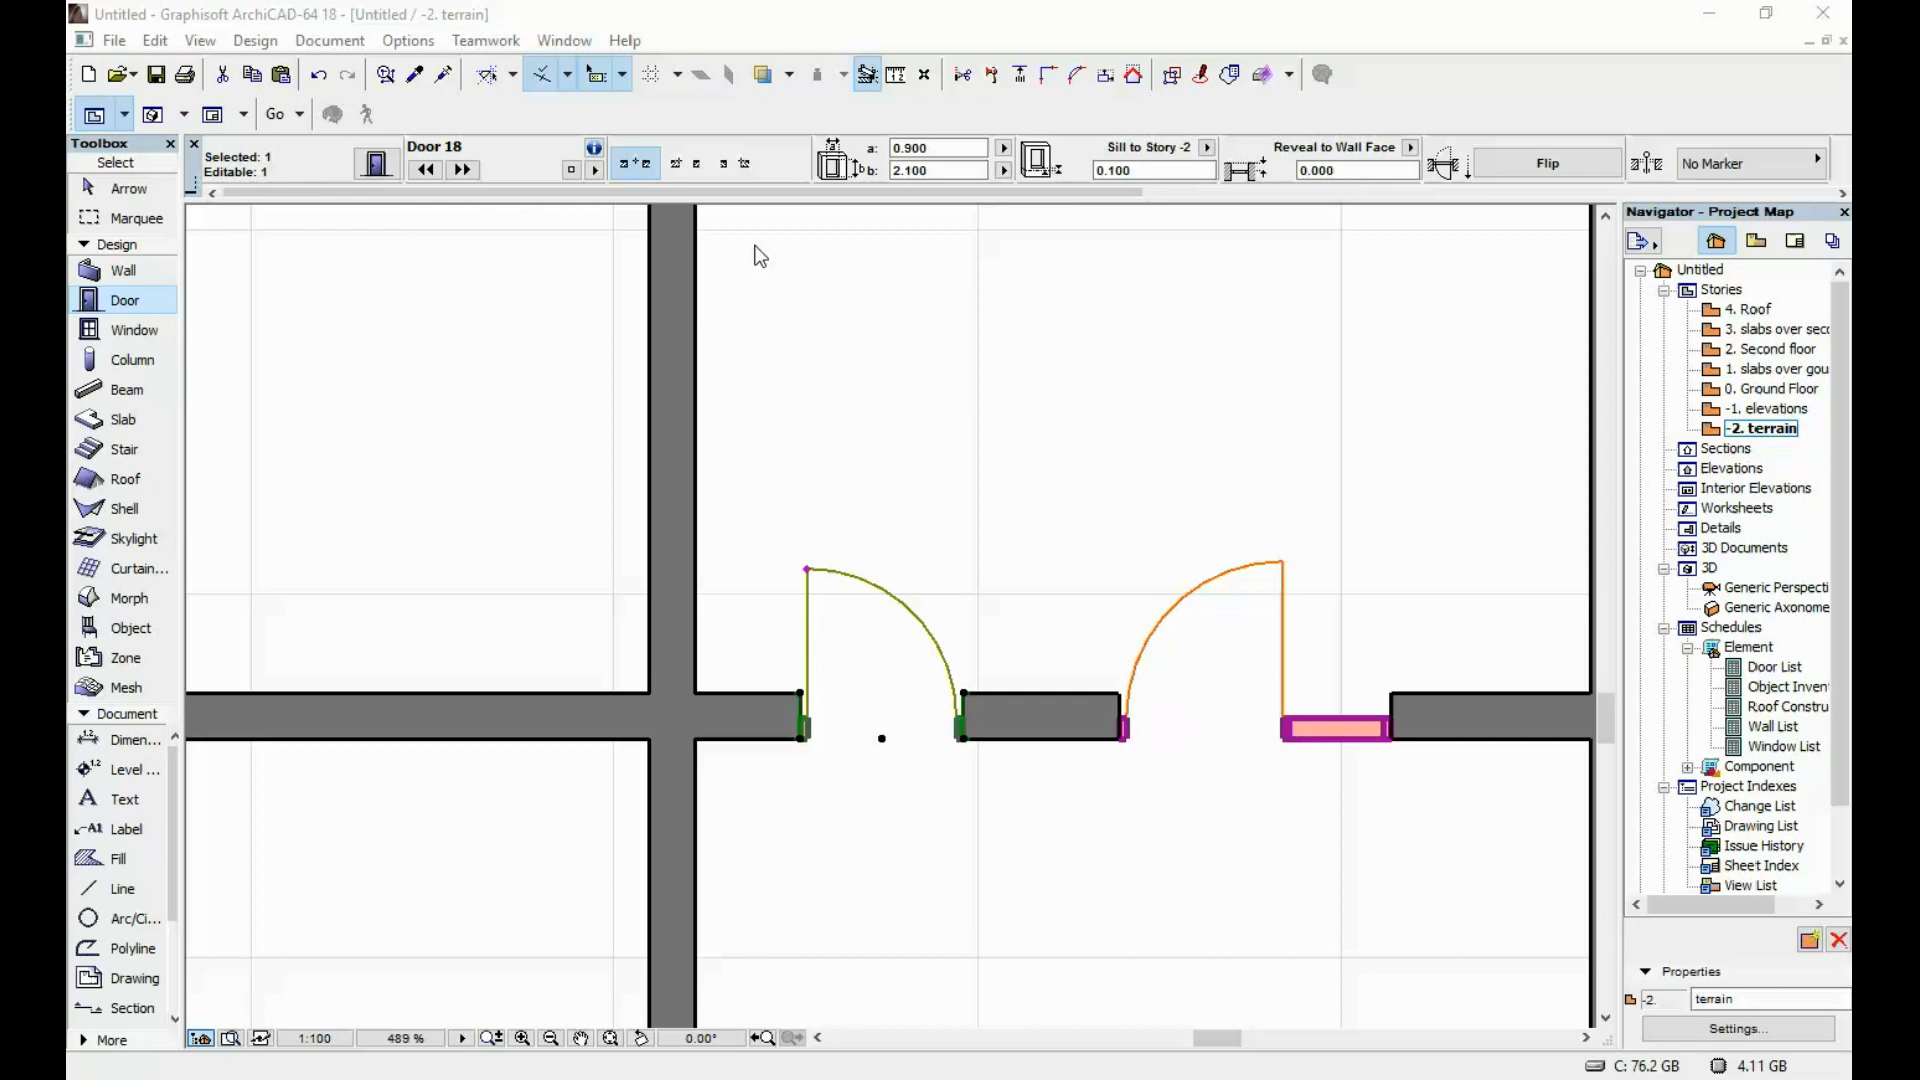 Untitled - Graphisoft ArchiCAD-64 18 - [Untitled / -2. terrain]
File Edit View Design Document Options Teamwork Window Help
Go
Toolbox
Select
Arrow
Marquee
Design
Wall
Door
Window
Column
Beam
Slab
Stair
Roof
Shell
Skylight
Curtain...
Morph
Object
Zone
Mesh
Document
Dimen...
Level ...
Text
Label
Fill
Line
Arc/Ci...
Polyline
Drawing
Section
More
Selected: 1
Editable: 1
Door 18
a: 0.900
b: 2.100
Sill to Story -2
0.100
Reveal to Wall Face
0.000
Flip
No Marker
Navigator - Project Map
Untitled
Stories
4. Roof
3. slabs over seco
2. Second floor
1. slabs over gou
0. Ground Floor
-1. elevations
-2. terrain
Sections
Elevations
Interior Elevations
Worksheets
Details
3D Documents
3D
Generic Perspecti
Generic Axonome
Schedules
Element
Door List
Object Inven
Roof Constru
Wall List
Window List
Component
Project Indexes
Change List
Drawing List
Issue History
Sheet Index
View List
Properties
-2. terrain
Settings...
1:100 489 % 0.00°
C: 76.2 GB 4.11 GB